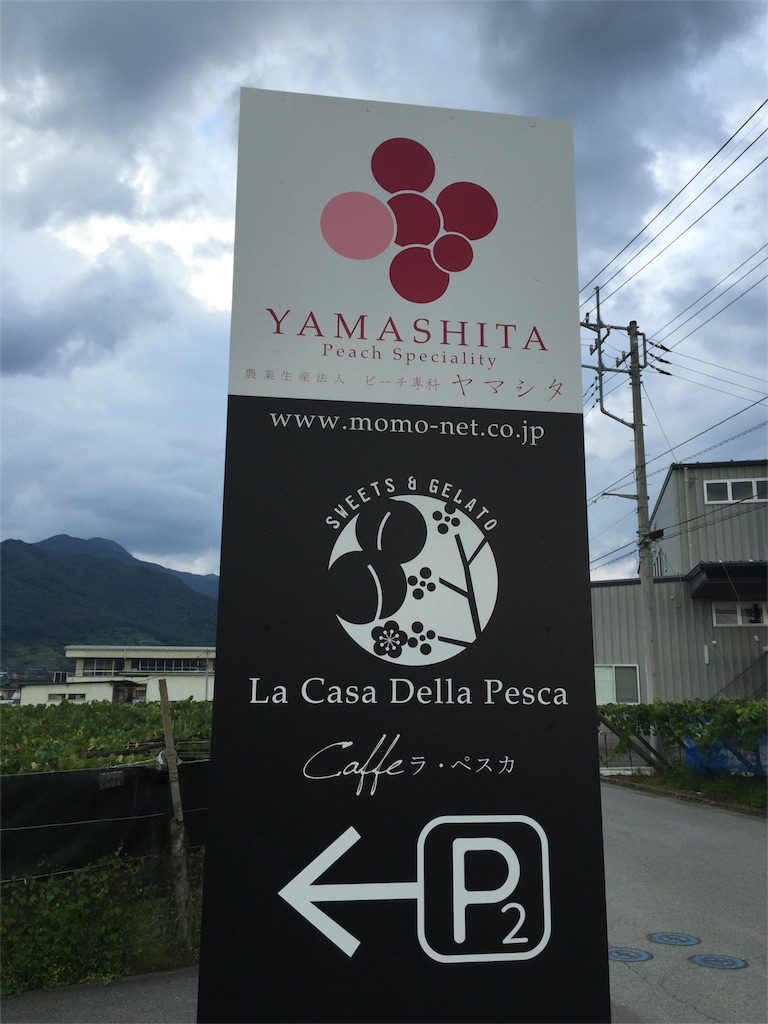 YAMASHITA
Peach Speciality
農業生産法人 ピーチ専科 ヤマシタ
www.momo-net.co.jp
SWEETS & GELATO
La Casa Della Pesca
Caffe ラ・ペスカ
P2